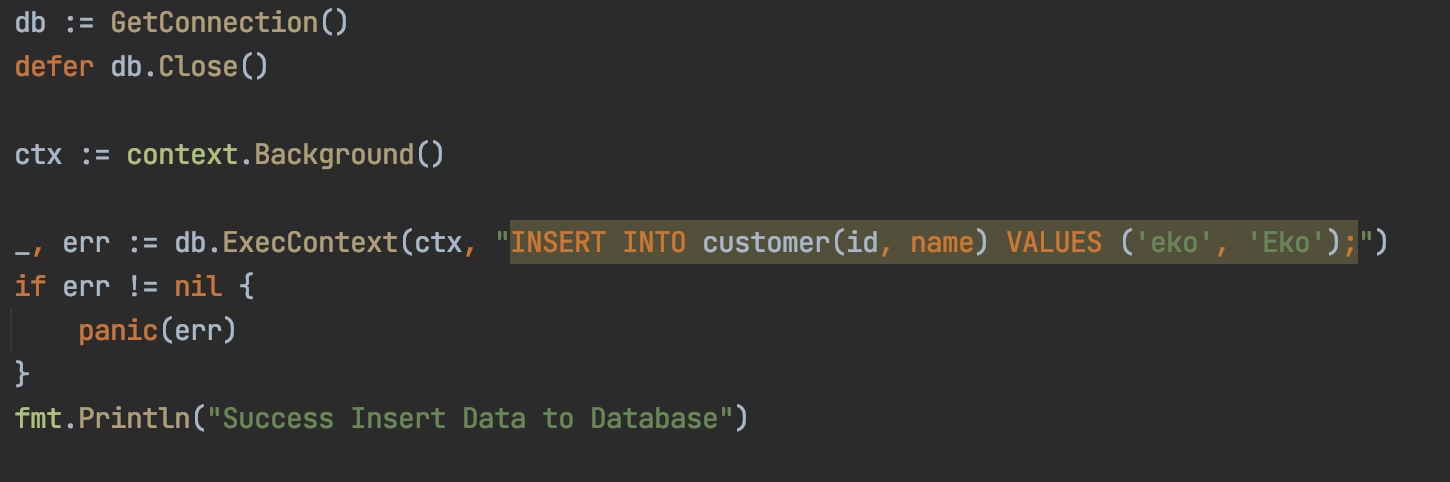 db := GetConnection()
defer db.Close()
ctx := context.Background()
_, err := db.ExecContext(ctx, "INSERT INTO customer(id, name) VALUES ('eko', 'Eko');")
if err != nil {
    panic(err)
}
fmt.Println("Success Insert Data to Database")